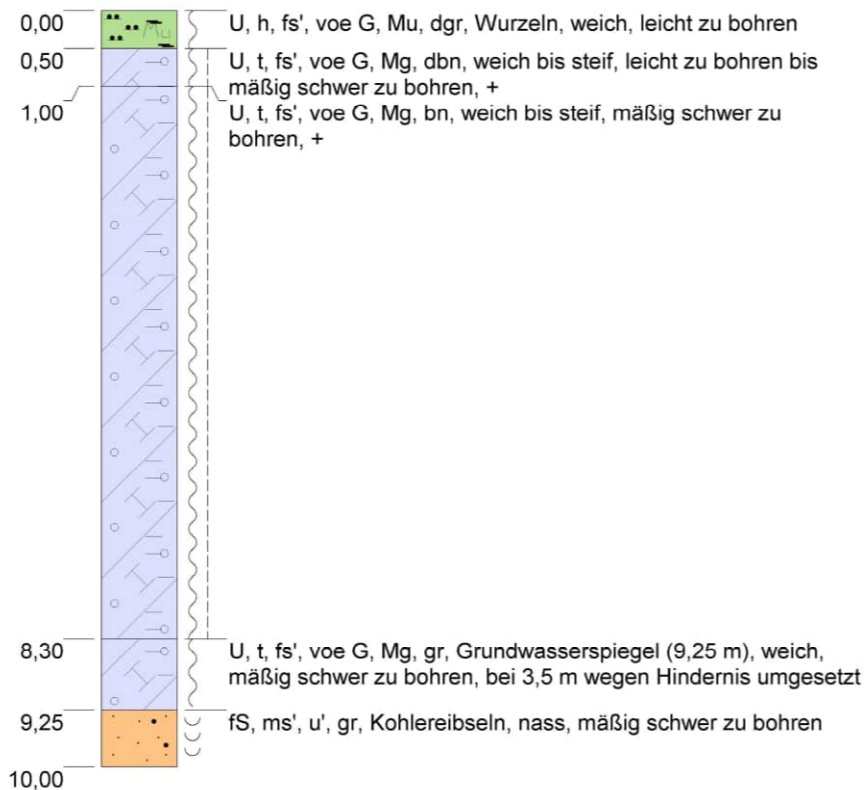 0,00
U, h, fs', voe G, Mu, dgr, Wurzeln, weich, leicht zu bohren
0,50
U, t, fs', voe G, Mg, dbn, weich bis steif, leicht zu bohren bis
mäßig schwer zu bohren, +
1,00
U, t, fs', voe G, Mg, bn, weich bis steif, mäßig schwer zu
bohren, +
8,30
U, t, fs', voe G, Mg, gr, Grundwasserspiegel (9,25 m), weich,
mäßig schwer zu bohren, bei 3,5 m wegen Hindernis umgesetzt
9,25
fS, ms', u', gr, Kohlereibseln, nass, mäßig schwer zu bohren
10,00